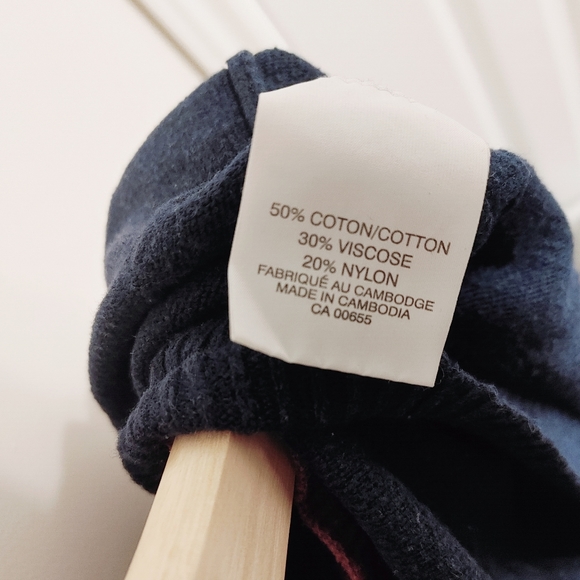 50% COTON/COTTON
30% VISCOSE
20% NYLON
FABRIQUÉ AU CAMBODGE
MADE IN CAMBODIA
CA 00655